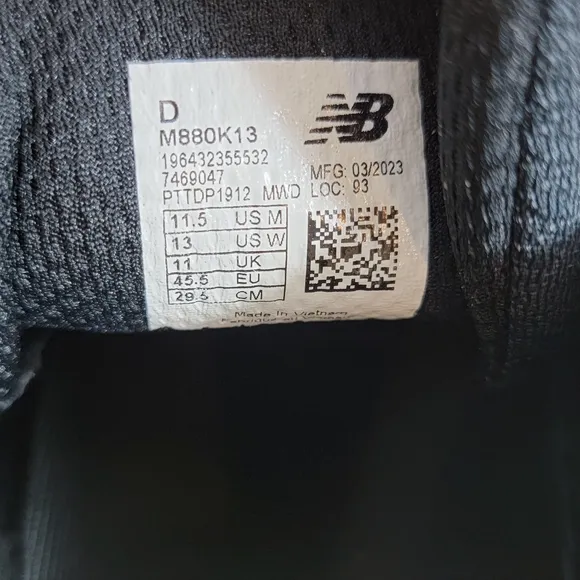 D
NB
M880K13
196432355532
7469047 MFG: 03/2023
PTTDP1912 MWD LOC: 93
11.5 US M
13 US W
11 UK
45.5 EU
29.5 CM
Made in Vietnam